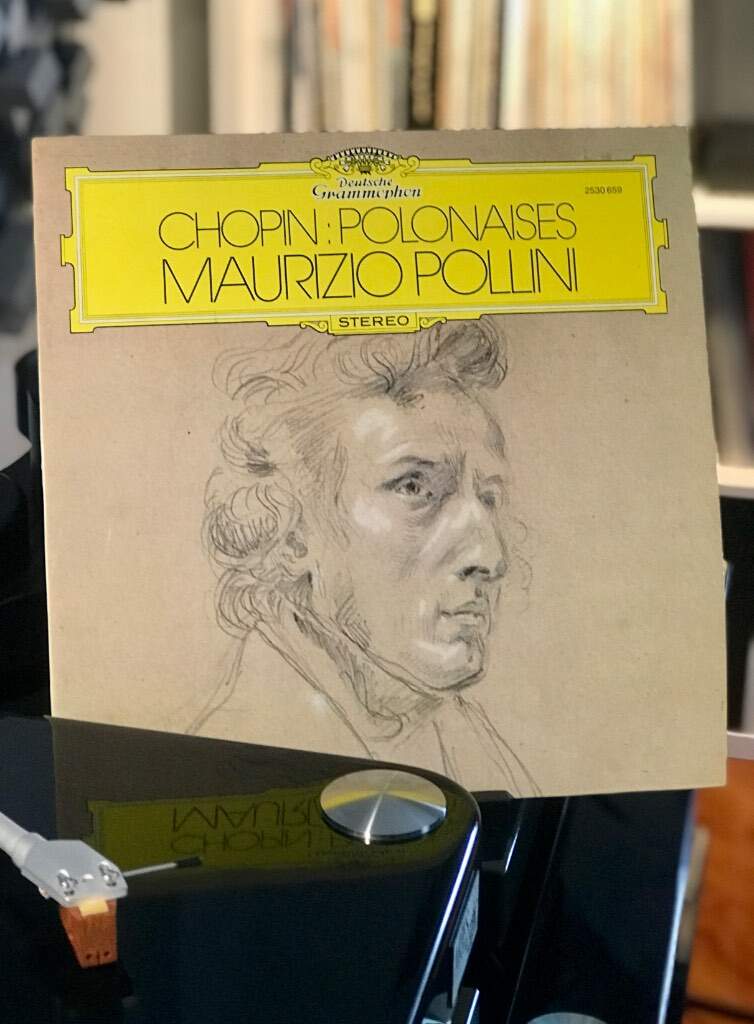 Deutsche
Grammophon
2530 659
CHOPIN: POLONAISES
MAURIZIO POLLINI
STEREO